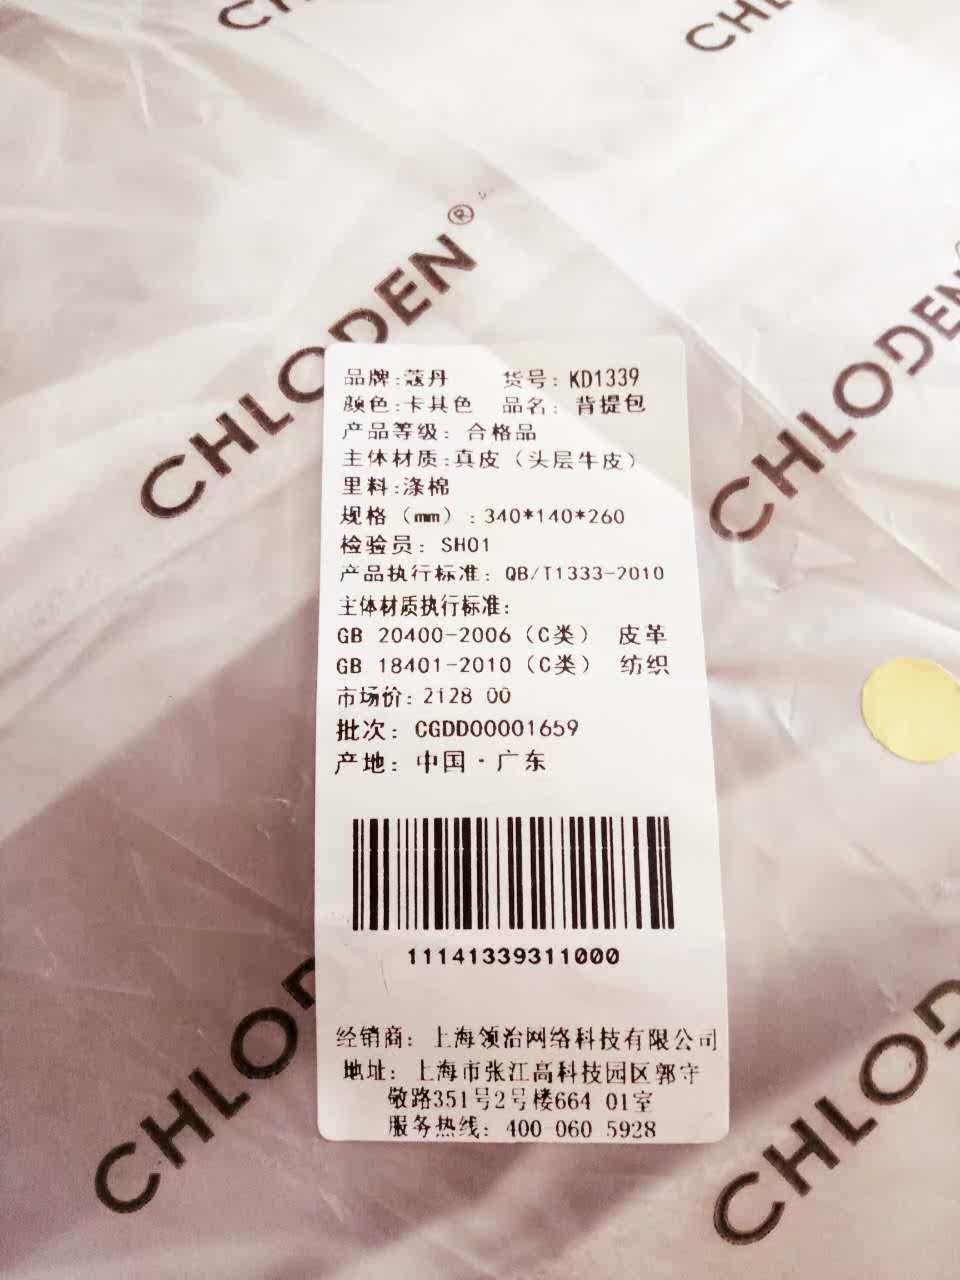 CHLODEN
CHLODEN®
CHLODEN
品牌:蔻丹 货号: KD1339
颜色:卡其色 品名: 背提包
产品等级: 合格品
主体材质:真皮（头层牛皮）
里料:涤棉
规格（mm）:340*140*260
检验员: SH01
产品执行标准: QB/T1333-2010
主体材质执行标准:
GB 20400-2006（C类） 皮革
GB 18401-2010（C类） 纺织
市场价: 2128 00
批次: CGDD00001659
产地: 中国·广东
11141339311000
经销商: 上海领冶网络科技有限公司
地址: 上海市张江高科技园区郭守
敬路351号2号楼664 01室
服务热线: 400-060 5928
CHLOD
CHLOD